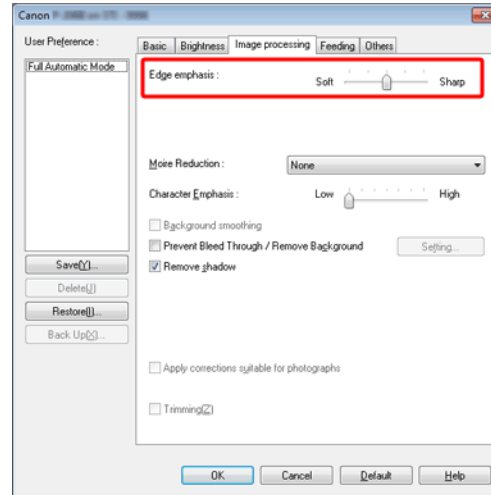 Canon
User Preference :
Full Automatic Mode
Save(Y)...
Delete(J)
Restore(I)...
Back Up(X)...
Basic Brightness Image processing Feeding Others
Edge emphasis :
Soft Sharp
Moire Reduction : None
Character Emphasis : Low High
Background smoothing
Prevent Bleed Through / Remove Background Setting...
Remove shadow
Apply corrections suitable for photographs
Trimming(Z)
OK Cancel Default Help